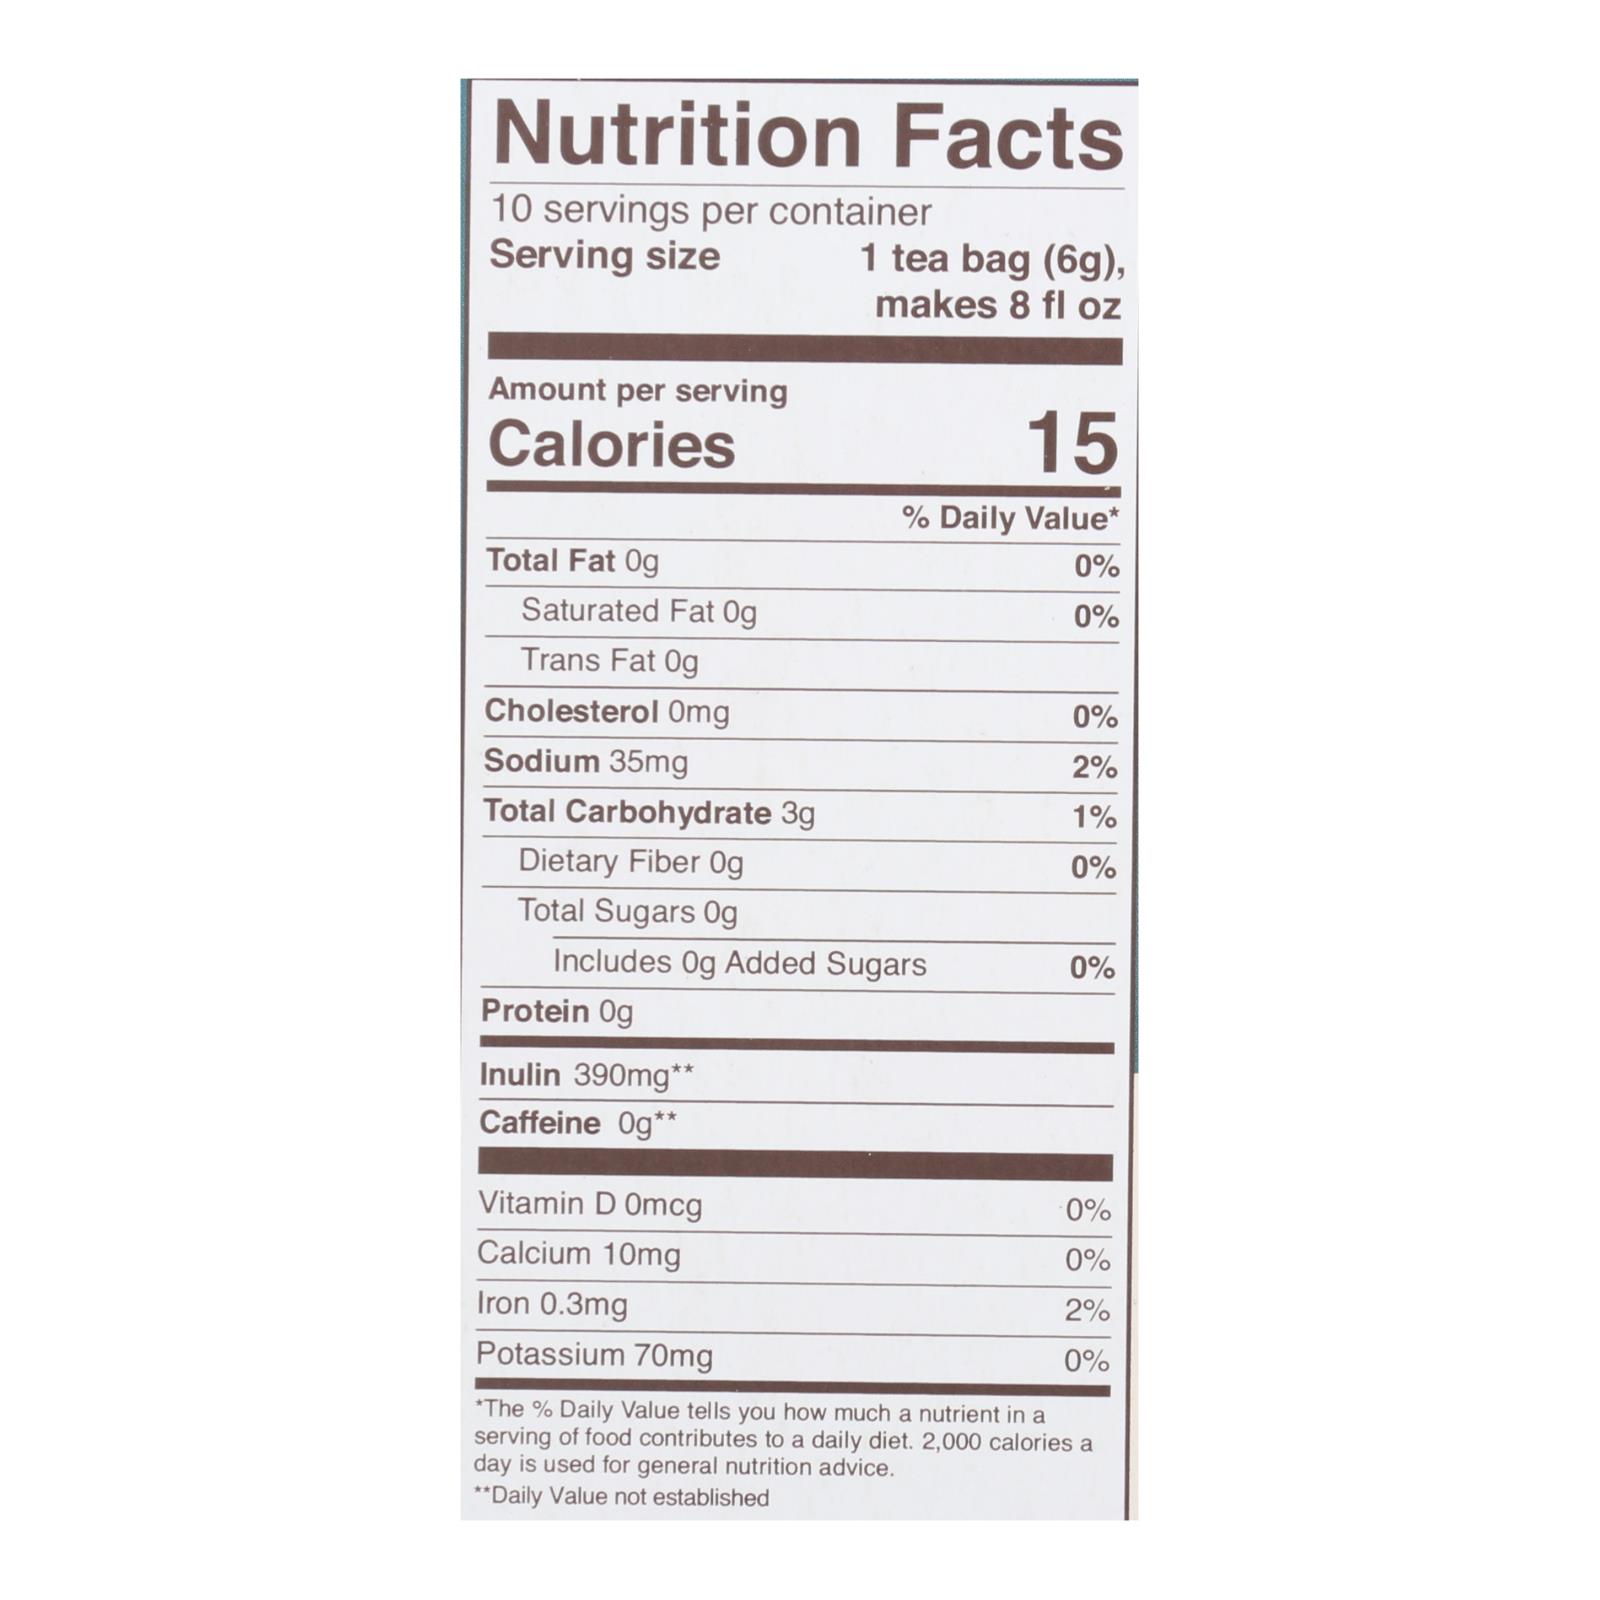 Nutrition Facts
10 servings per container
Serving size 1 tea bag (6g),
makes 8 fl oz
Amount per serving
Calories 15
% Daily Value*
Total Fat 0g 0%
Saturated Fat 0g 0%
Trans Fat 0g
Cholesterol 0mg 0%
Sodium 35mg 2%
Total Carbohydrate 3g 1%
Dietary Fiber 0g 0%
Total Sugars 0g
Includes 0g Added Sugars 0%
Protein 0g
Inulin 390mg**
Caffeine 0g**
Vitamin D 0mcg 0%
Calcium 10mg 0%
Iron 0.3mg 2%
Potassium 70mg 0%
*The % Daily Value tells you how much a nutrient in a
serving of food contributes to a daily diet. 2,000 calories a
day is used for general nutrition advice.
**Daily Value not established